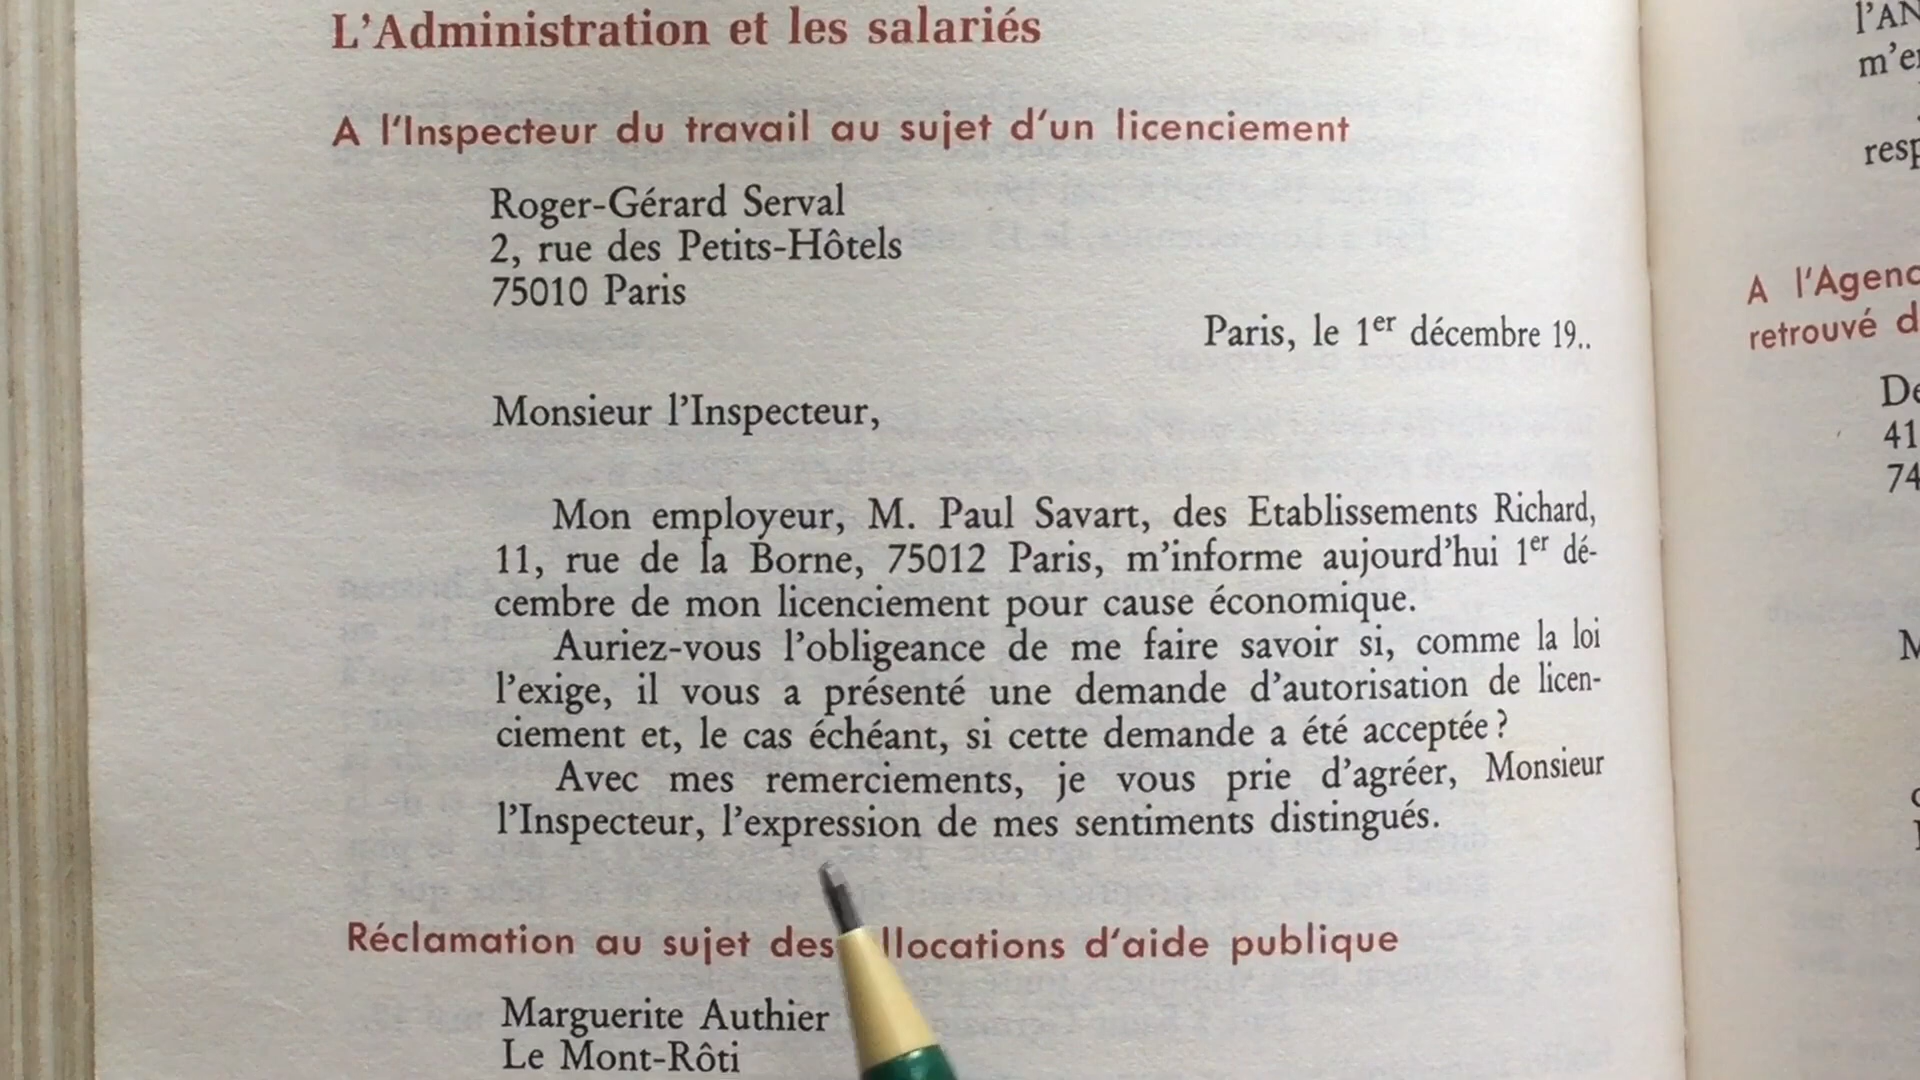 L'Administration et les salariés
A l'Inspecteur du travail au sujet d'un licenciement
Roger-Gérard Serval
2, rue des Petits-Hôtels
75010 Paris
Paris, le 1er décembre 19..
Monsieur l'Inspecteur,
Mon employeur, M. Paul Savart, des Etablissements Richard,
11, rue de la Borne, 75012 Paris, m'informe aujourd'hui 1er dé-
cembre de mon licenciement pour cause économique.
Auriez-vous l'obligeance de me faire savoir si, comme la loi
l'exige, il vous a présenté une demande d'autorisation de licen-
ciement et, le cas échéant, si cette demande a été acceptée ?
Avec mes remerciements, je vous prie d'agréer, Monsieur
l'Inspecteur, l'expression de mes sentiments distingués.
Réclamation au sujet des llocations d'aide publique
Marguerite Authier
Le Mont-Rôti
A l'Agenc
retrouvé d
41
74